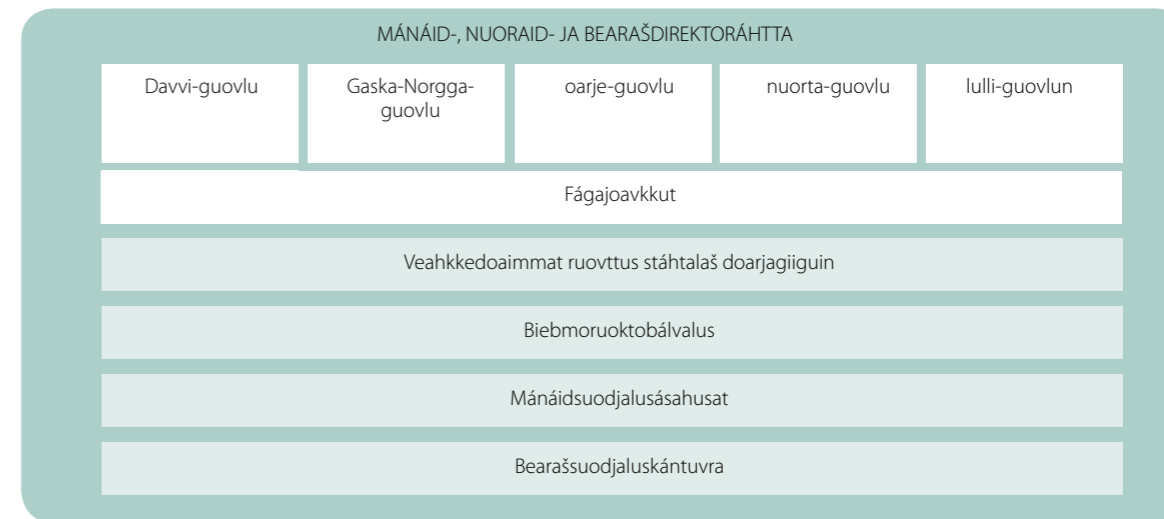 MÁNÁID-, NUORAID- JA BEARAŠDIREKTORÁHTTA
Davvi-guovlu
Gaska-Norgga-
guovlu
oarje-guovlu
nuorta-guovlu
lulli-guovlun
Fágajoavkkut
Veahkkedoaimmat ruovttus stáhtalaš doarjagiiguin
Biebmoruoktobálvalus
Mánáidsuodjalusásahusat
Bearašsuodjaluskántuvra